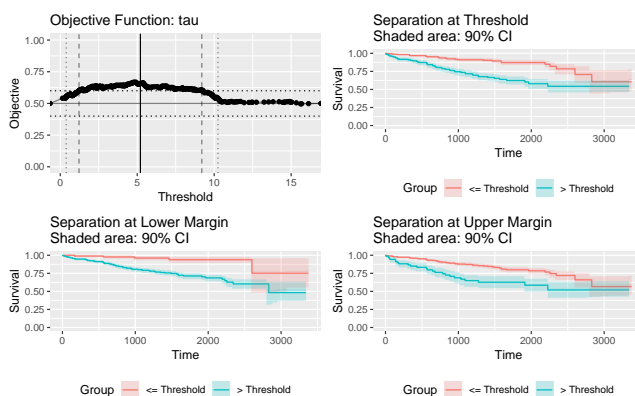 Objective Function: tau
1.00
0.75
0.50
0.25
0.00
Objective
0
5
10
15
Threshold
Separation at Threshold
Shaded area: 90% CI
1.00
0.75
0.50
0.25
0.00
Survival
0
1000
2000
3000
Time
Group
<= Threshold
> Threshold
Separation at Lower Margin
Shaded area: 90% CI
1.00
0.75
0.50
0.25
0.00
Survival
0
1000
2000
3000
Time
Group
<= Threshold
> Threshold
Separation at Upper Margin
Shaded area: 90% CI
1.00
0.75
0.50
0.25
0.00
Survival
0
1000
2000
3000
Time
Group
<= Threshold
> Threshold